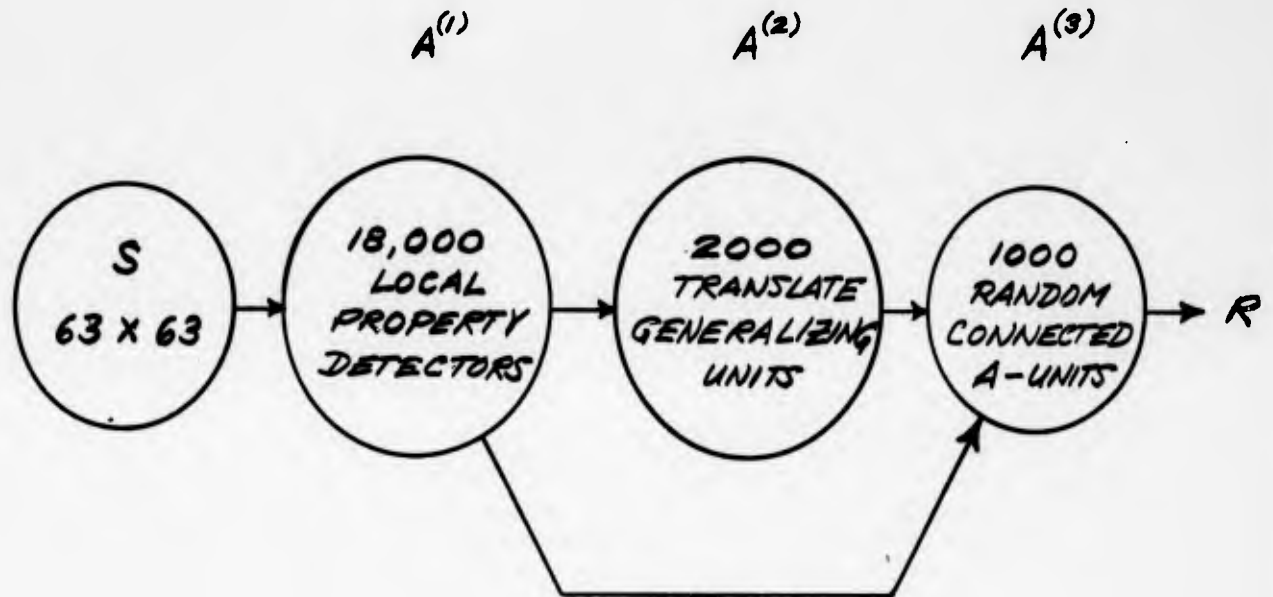 A(1) A(2) A(3)
S
63 X 63
18,000
LOCAL
PROPERTY
DETECTORS
2000
TRANSLATE
GENERALIZING
UNITS
1000
RANDOM
CONNECTED
A-UNITS
R